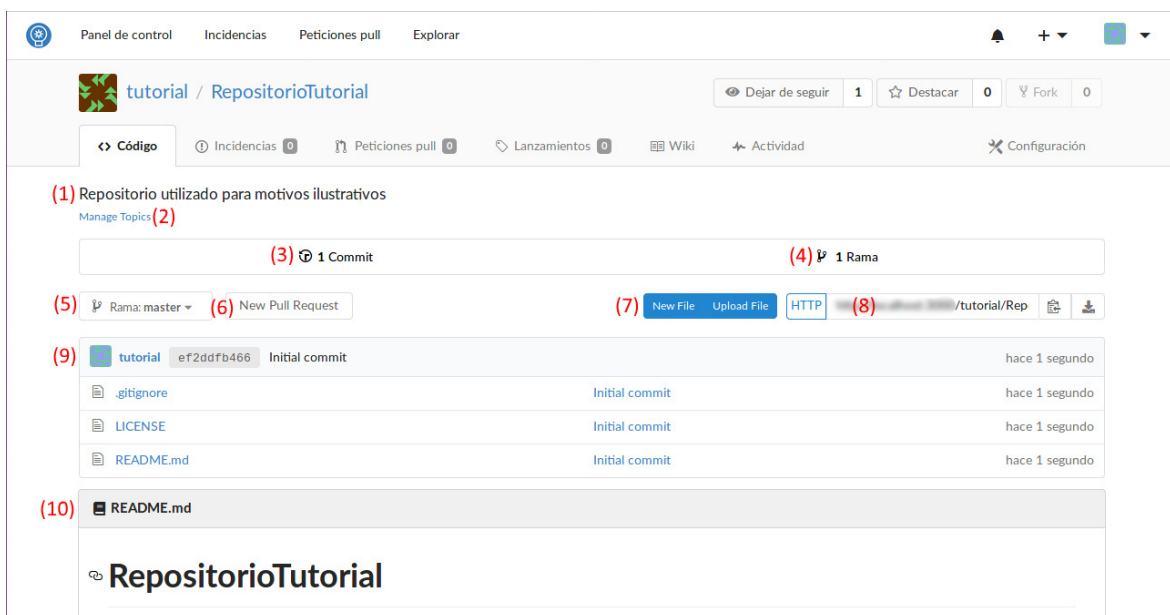 Panel de control Incidencias Peticiones pull Explorar
tutorial / RepositorioTutorial Dejar de seguir 1 Destacar 0 Fork 0
Código Incidencias 0 Peticiones pull 0 Lanzamientos 0 Wiki Actividad Configuración
(1) Repositorio utilizado para motivos ilustrativos
Manage Topics (2)
(3) 1 Commit (4) 1 Rama
(5) Rama: master (6) New Pull Request (7) New File Upload File HTTP (8) /tutorial/Rep
(9) tutorial ef2ddfb466 Initial commit hace 1 segundo
.gitignore Initial commit hace 1 segundo
LICENSE Initial commit hace 1 segundo
README.md Initial commit hace 1 segundo
(10) README.md
RepositorioTutorial